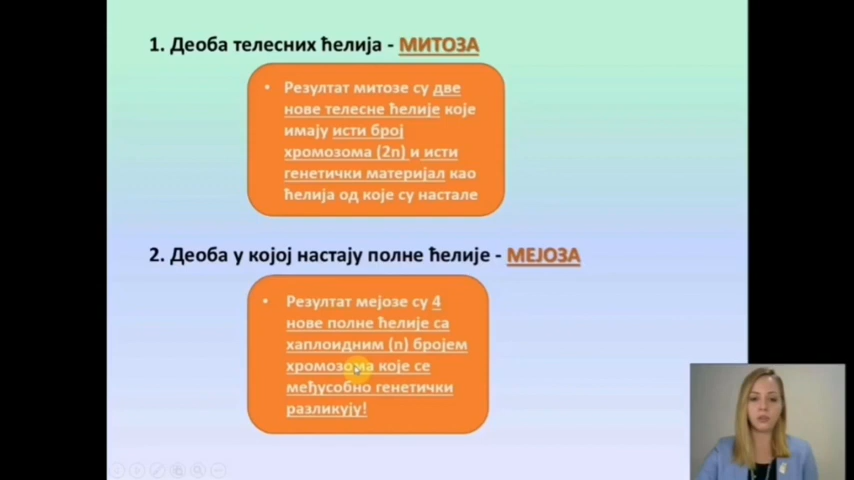 1. Деоба телесних ћелија - МИТОЗА
• Резултат митозе су две
нове телесне ћелије које
имају исти број
хромозома (2n) и исти
генетички материјал као
ћелија од које су настале
2. Деоба у којој настају полне ћелије - МЕЈОЗА
• Резултат мејозе су 4
нове полне ћелије са
хаплоидним (n) бројем
хромозома које се
међусобно генетички
разликују!